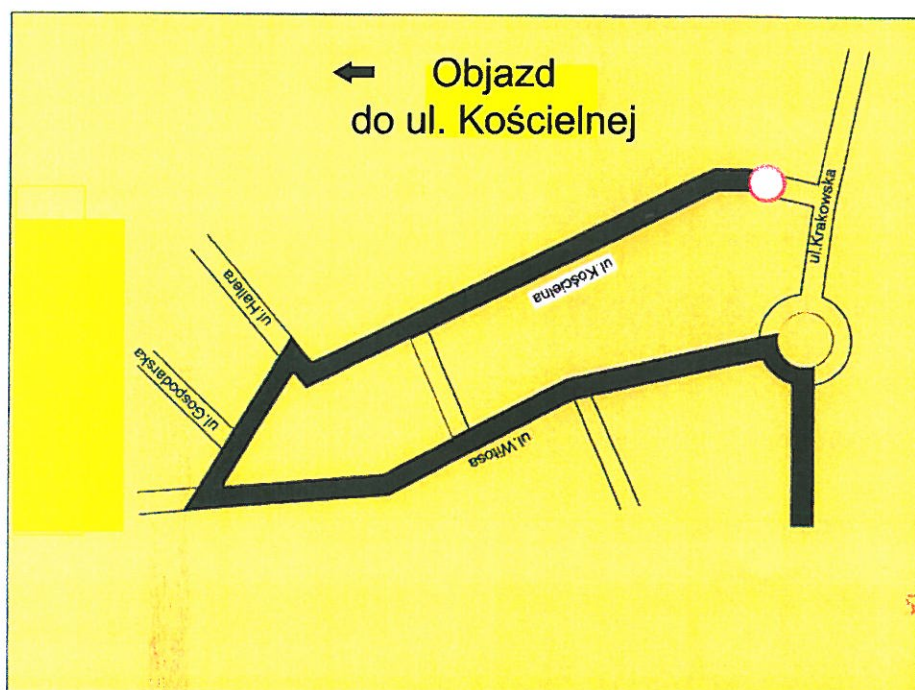 Objazd
do ul. Kościelnej
ul.Krakowska
ul.Kościelna
ul.Hallera
ul.Gospodarska
ul.Witosa